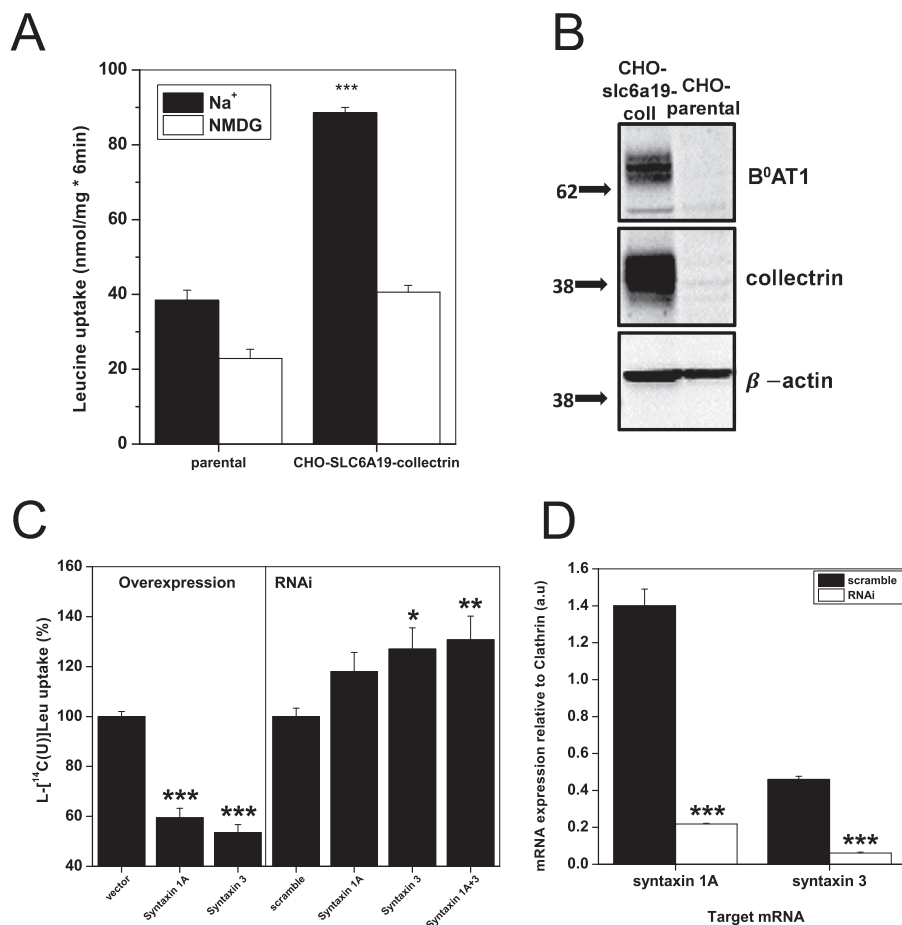 A
Leucine uptake (nmol/mg * 6min)
100
80
60
40
20
0
Na+
NMDG
***
parental
CHO-SLC6A19-collectrin
B
CHO-
slc6a19-
coll
CHO-
parental
62
B⁰AT1
38
collectrin
38
β –actin
C
L-[¹⁴C(U)]Leu uptake (%)
160
140
120
100
80
60
40
Overexpression
RNAi
***
***
*
**
vector
Syntaxin 1A
Syntaxin 3
scramble
Syntaxin 1A
Syntaxin 3
Syntaxin 1A+3
D
mRNA expression relative to Clathrin (a.u)
1.6
1.4
1.2
1.0
0.8
0.6
0.4
0.2
0.0
scramble
RNAi
***
***
syntaxin 1A
syntaxin 3
Target mRNA